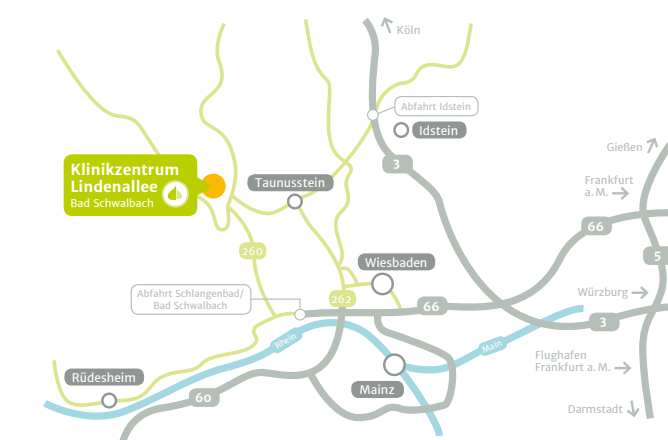 Köln
Abfahrt Idstein
Idstein
3
Gießen
Klinikzentrum
Lindenallee
Bad Schwalbach
Taunusstein
Frankfurt
a. M.
66
260
5
Wiesbaden
Abfahrt Schlangenbad/
Bad Schwalbach
262
66
Würzburg
3
Rhein
Main
Flughafen
Frankfurt a. M.
Rüdesheim
Mainz
60
Darmstadt